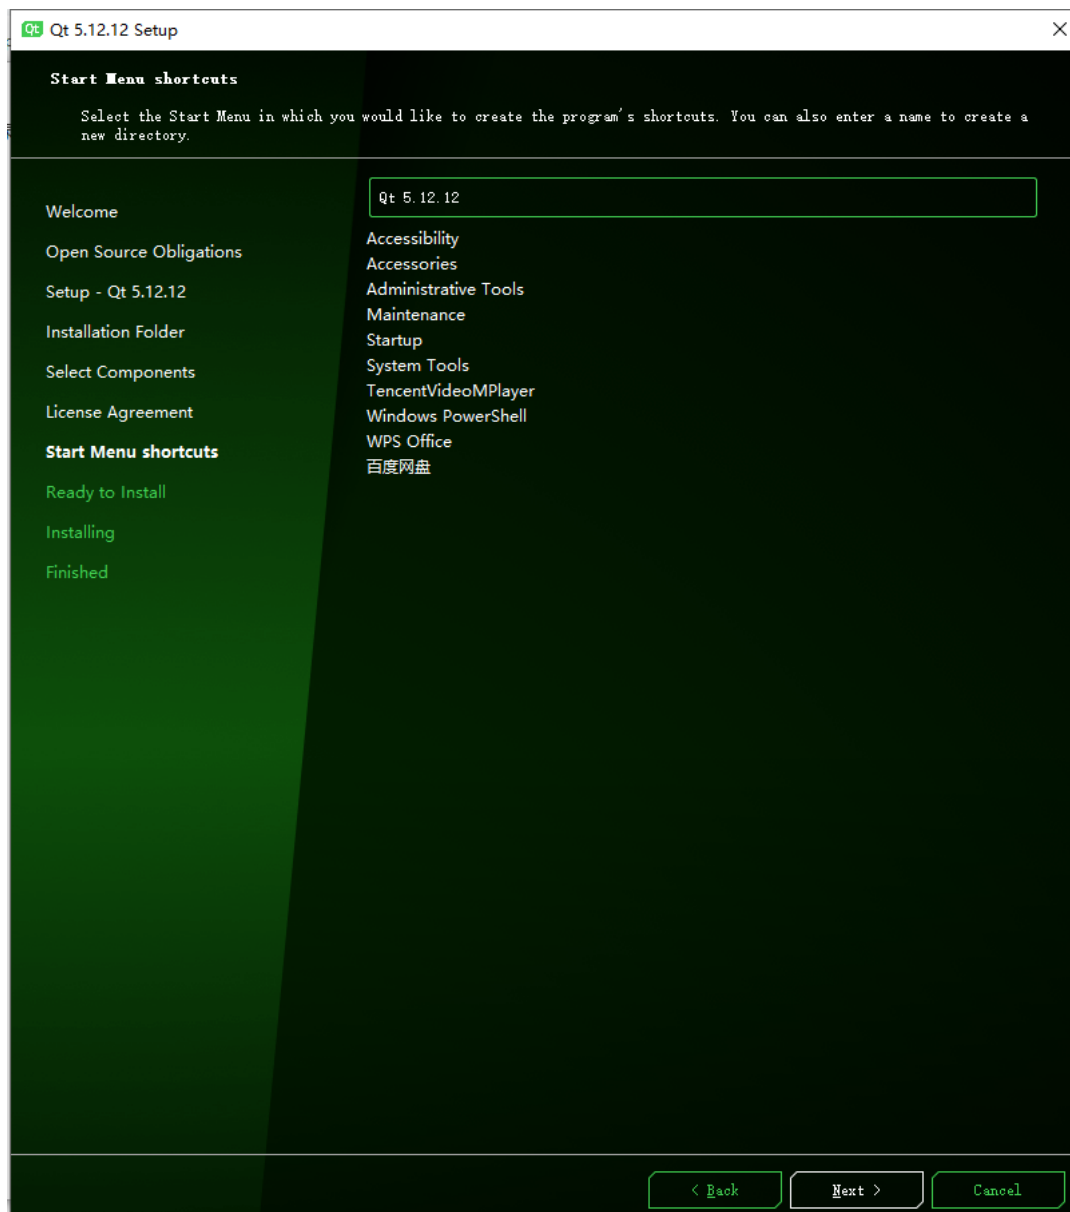 Qt Qt 5.12.12 Setup
Start Menu shortcuts
Select the Start Menu in which you would like to create the program's shortcuts. You can also enter a name to create a
new directory.
Welcome
Open Source Obligations
Setup - Qt 5.12.12
Installation Folder
Select Components
License Agreement
Start Menu shortcuts
Ready to Install
Installing
Finished
Qt 5.12.12
Accessibility
Accessories
Administrative Tools
Maintenance
Startup
System Tools
TencentVideoMPlayer
Windows PowerShell
WPS Office
百度网盘
< Back
Next >
Cancel